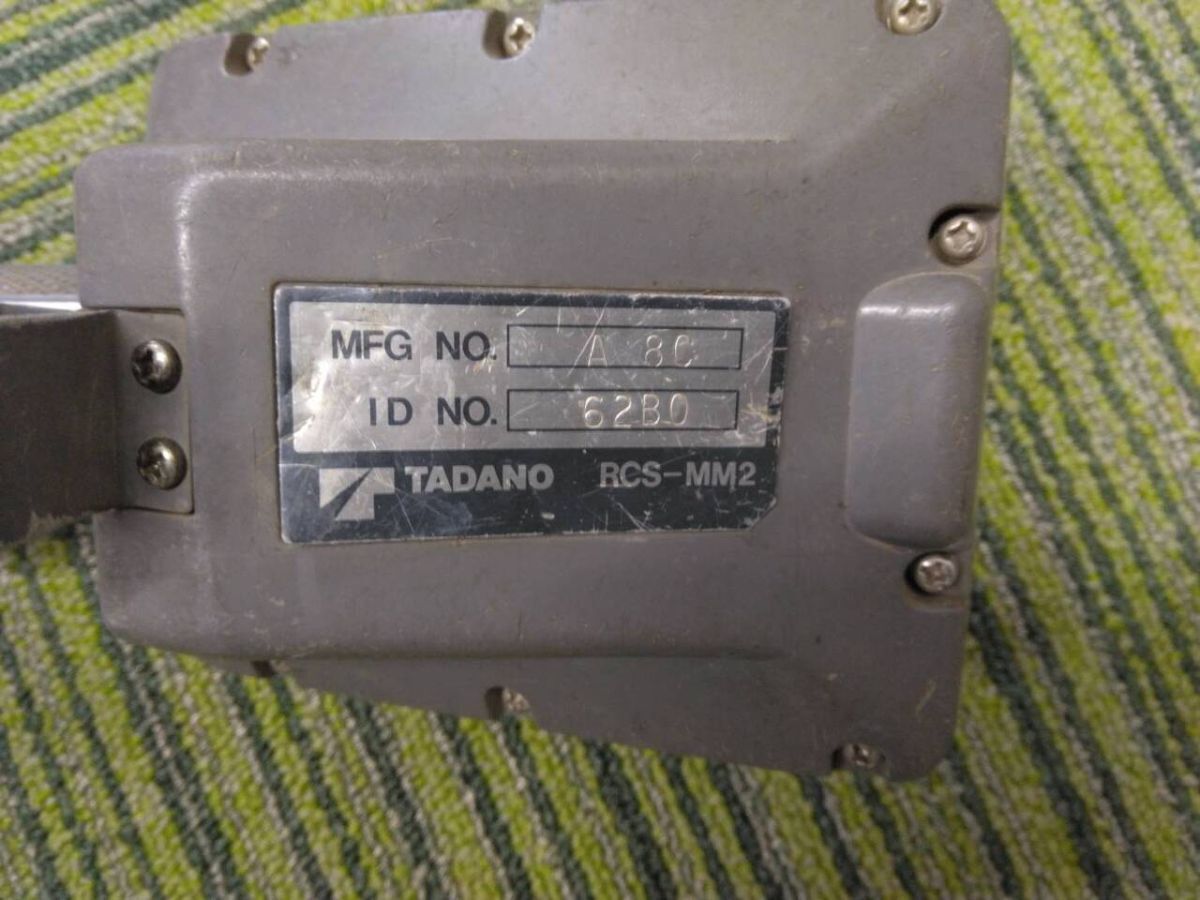 MFG NO. A 8C
ID NO. 62B0
TADANO RCS-MM2